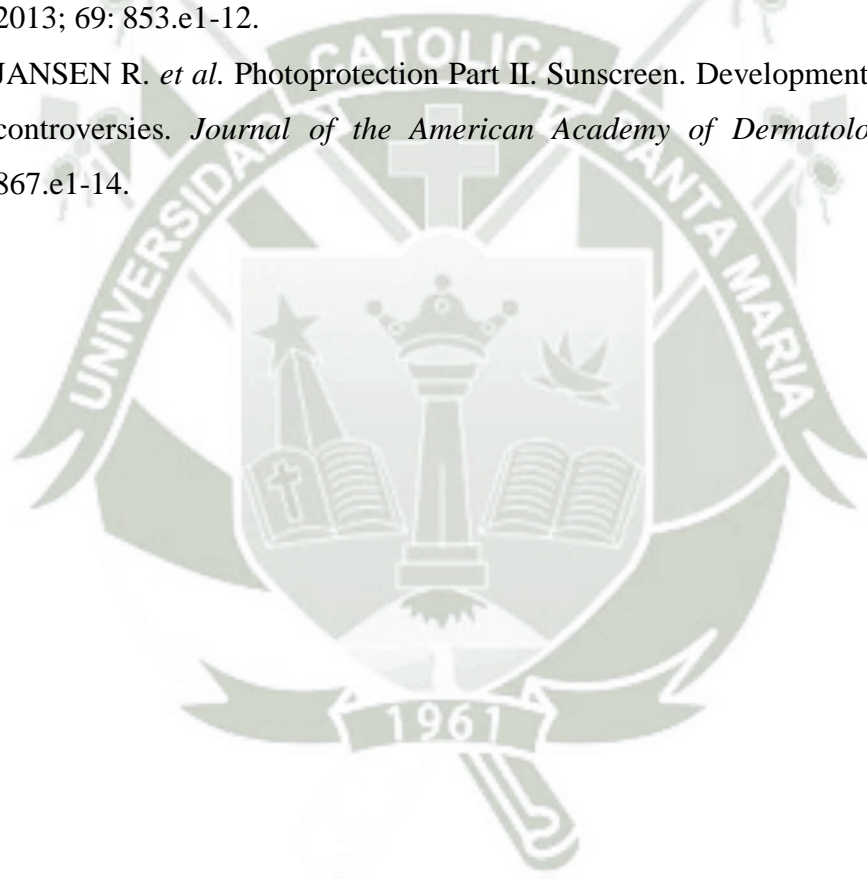 2013; 69: 853.e1-12.
JANSEN R. et al. Photoprotection Part II. Sunscreen. Development
controversies. Journal of the American Academy of Dermatolo
867.e1-14.
CATOLICA
UNIVERSIDAD
SANTA MARIA
1961